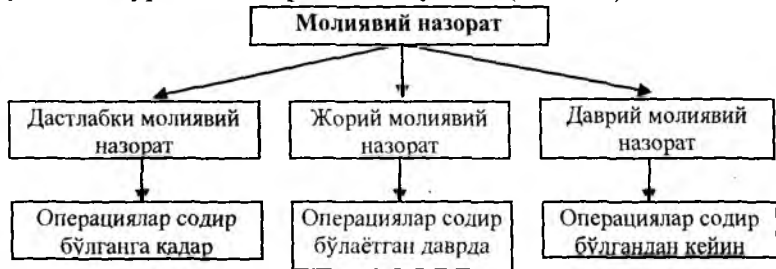 Молиявий назорат
Дастлабки молиявий
назорат
Жорий молиявий
назорат
Даврий молиявий
назорат
Операциялар содир
бўлганга қадар
Операциялар содир
бўлаётган даврда
Операциялар содир
бўлгандан кейин